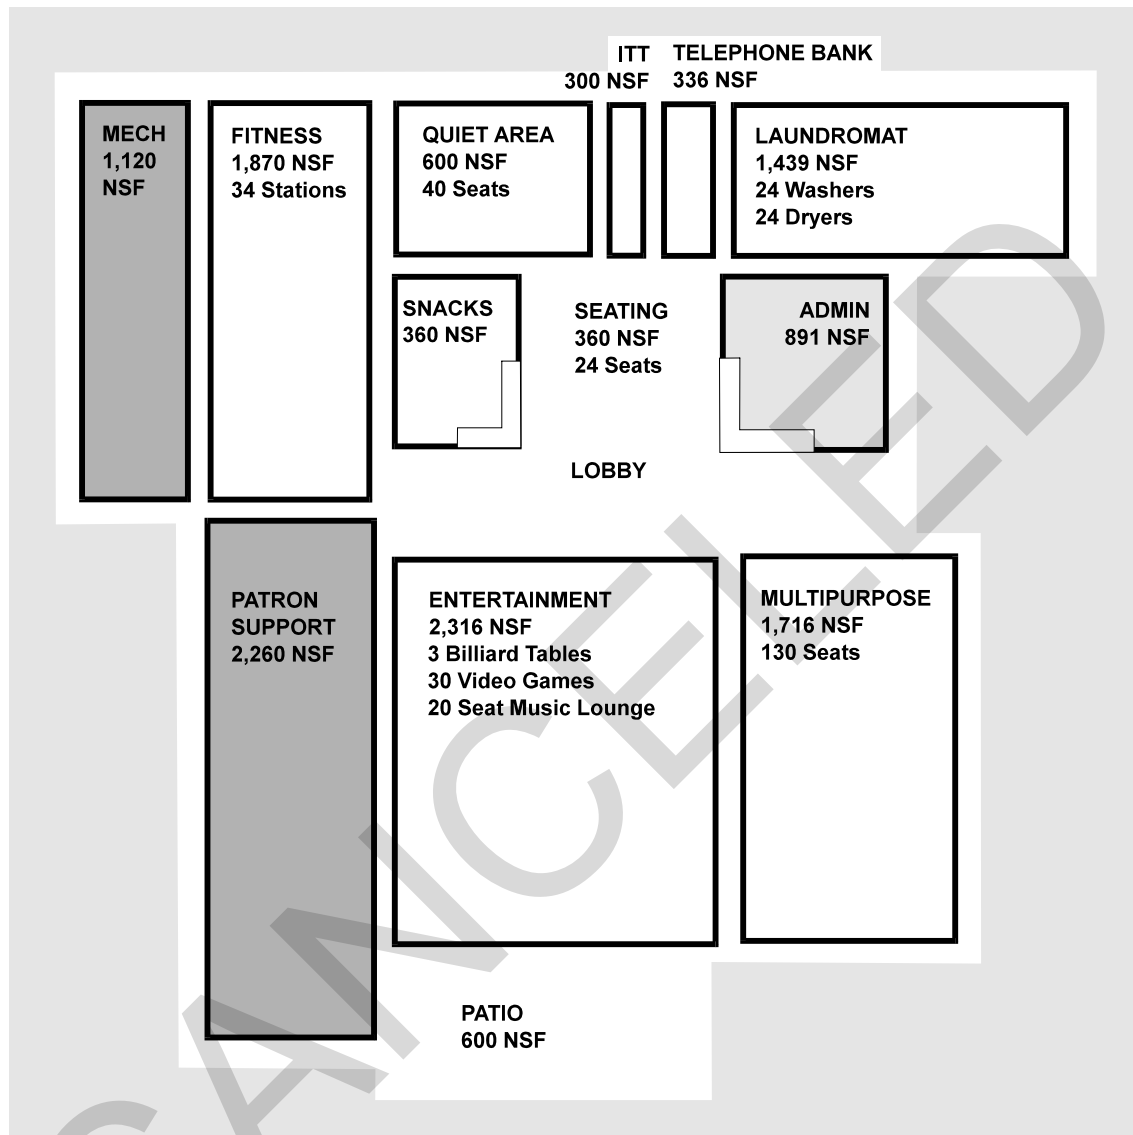 ITT
300 NSF
TELEPHONE BANK
336 NSF
MECH
1,120
NSF
FITNESS
1,870 NSF
34 Stations
QUIET AREA
600 NSF
40 Seats
LAUNDROMAT
1,439 NSF
24 Washers
24 Dryers
SNACKS
360 NSF
SEATING
360 NSF
24 Seats
ADMIN
891 NSF
LOBBY
PATRON
SUPPORT
2,260 NSF
ENTERTAINMENT
2,316 NSF
3 Billiard Tables
30 Video Games
20 Seat Music Lounge
MULTIPURPOSE
1,716 NSF
130 Seats
PATIO
600 NSF
CANCELED